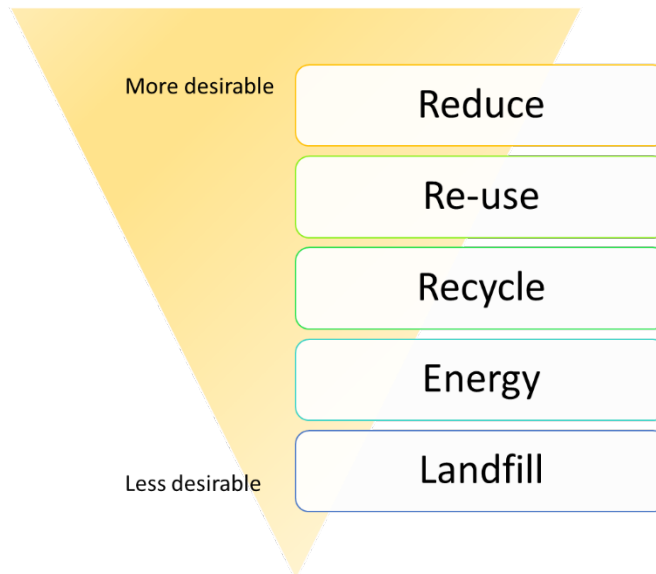 More desirable
Reduce
Re-use
Recycle
Energy
Landfill
Less desirable